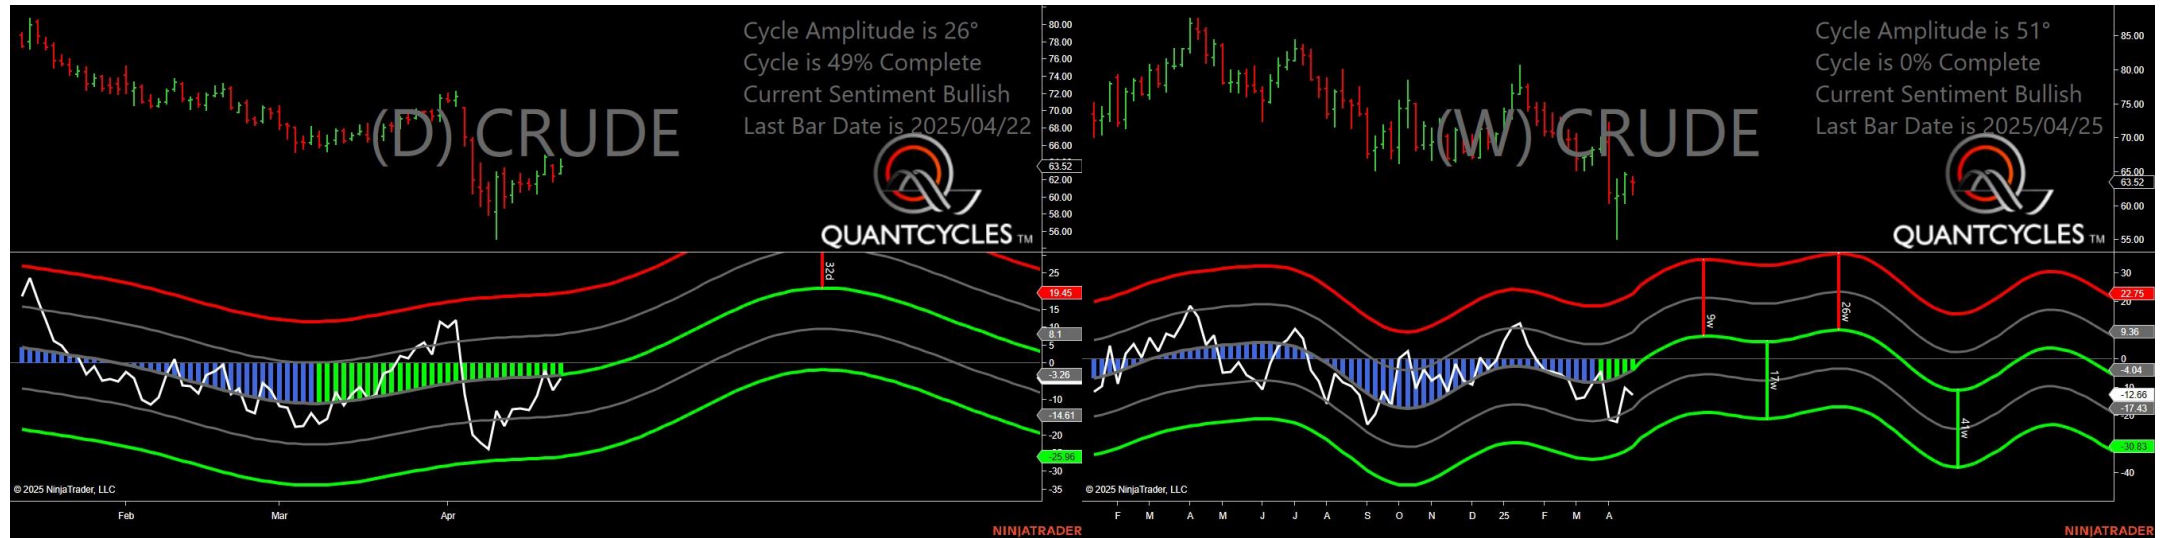 Cycle Amplitude is 26°
Cycle is 49% Complete
Current Sentiment Bullish
Last Bar Date is 2025/04/22
(D) CRUDE
QUANTCYCLES TM
80.00
78.00
76.00
74.00
72.00
70.00
68.00
66.00
63.52
62.00
60.00
58.00
56.00
32d
25
19.45
15
10
8.1
5
0
-3.26
-10
-14.61
-20
-25.96
-30
-35
© 2025 NinjaTrader, LLC
Feb
Mar
Apr
NINJATRADER
Cycle Amplitude is 51°
Cycle is 0% Complete
Current Sentiment Bullish
Last Bar Date is 2025/04/25
(W) CRUDE
QUANTCYCLES TM
85.00
80.00
75.00
70.00
65.00
63.52
60.00
55.00
9w
17w
26w
41w
30
22.75
20
9.36
0
-4.04
-10
-12.66
-17.43
-20
-30.83
-40
© 2025 NinjaTrader, LLC
F M A M J J A S O N D 25 F M A
NINJATRADER